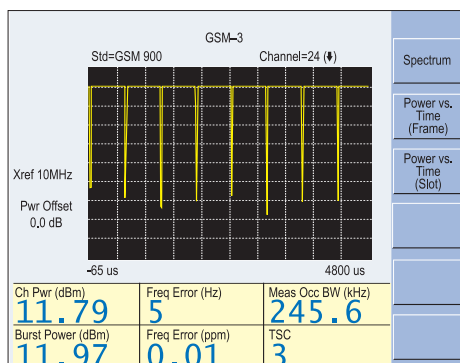 GSM–3
Std=GSM 900 Channel=24 (⬇)
Spectrum
Power vs.
Time
(Frame)
Power vs.
Time
(Slot)
Xref 10MHz
Pwr Offset
0.0 dB
-65 us 4800 us
Ch Pwr (dBm) Freq Error (Hz) Meas Occ BW (kHz)
11.79 5 245.6
Burst Power (dBm) Freq Error (ppm) TSC
11.97 0.01 3